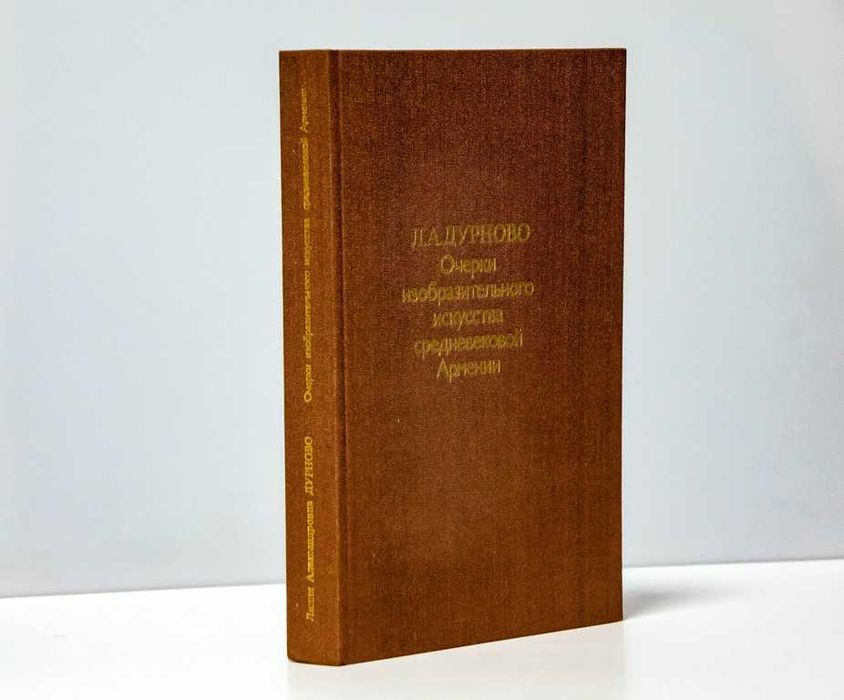 Л.А.ДУРНОВО
Очерки
изобразительного
искусства
средневековой
Армении
Лидия Александровна ДУРНОВО Очерки изобразительного искусства средневековой Армении